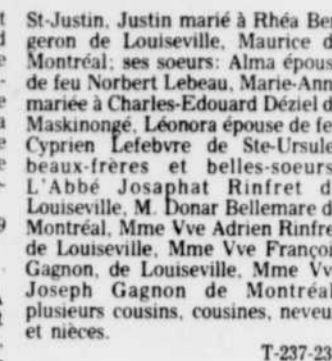 St-Justin, Justin marié à Rhéa Be
geron de Louiseville, Maurice d
Montréal; ses soeurs: Alma épous
de feu Norbert Lebeau, Marie-Ann
mariée à Charles-Edouard Déziel d
Maskinongé, Léonora épouse de fe
Cyprien Lefebvre de Ste-Ursule
beaux-frères et belles-soeurs
L'Abbé Josaphat Rinfret d
Louiseville, M. Donar Bellemare d
Montréal, Mme Vve Adrien Rinfre
de Louiseville, Mme Vve Françoi
Gagnon, de Louiseville, Mme Vv
Joseph Gagnon de Montréal
plusieurs cousins, cousines, neveu
et nièces.
T-237-23